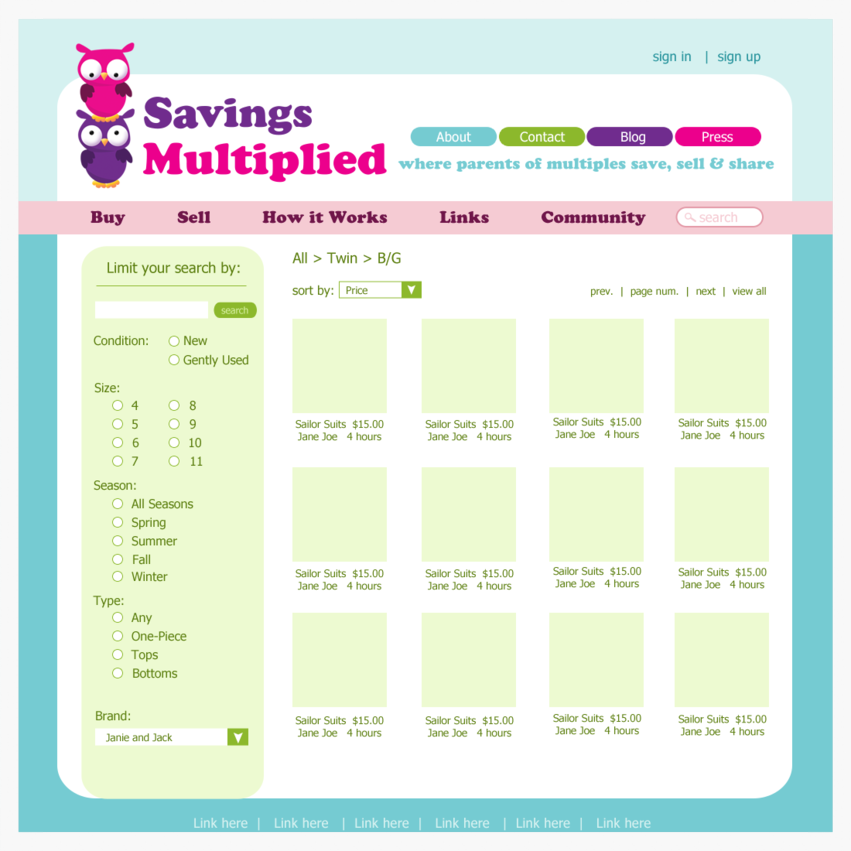 sign in | sign up
Savings
Multiplied
About Contact Blog Press
where parents of multiples save, sell & share
Buy Sell How it Works Links Community search
Limit your search by:
search
Condition: New
Gently Used
Size:
4 8
5 9
6 10
7 11
Season:
All Seasons
Spring
Summer
Fall
Winter
Type:
Any
One-Piece
Tops
Bottoms
Brand:
Janie and Jack
All > Twin > B/G
sort by: Price
prev. | page num. | next | view all
Sailor Suits $15.00 Sailor Suits $15.00 Sailor Suits $15.00 Sailor Suits $15.00
Jane Joe 4 hours Jane Joe 4 hours Jane Joe 4 hours Jane Joe 4 hours
Sailor Suits $15.00 Sailor Suits $15.00 Sailor Suits $15.00 Sailor Suits $15.00
Jane Joe 4 hours Jane Joe 4 hours Jane Joe 4 hours Jane Joe 4 hours
Sailor Suits $15.00 Sailor Suits $15.00 Sailor Suits $15.00 Sailor Suits $15.00
Jane Joe 4 hours Jane Joe 4 hours Jane Joe 4 hours Jane Joe 4 hours
Link here | Link here | Link here | Link here | Link here | Link here